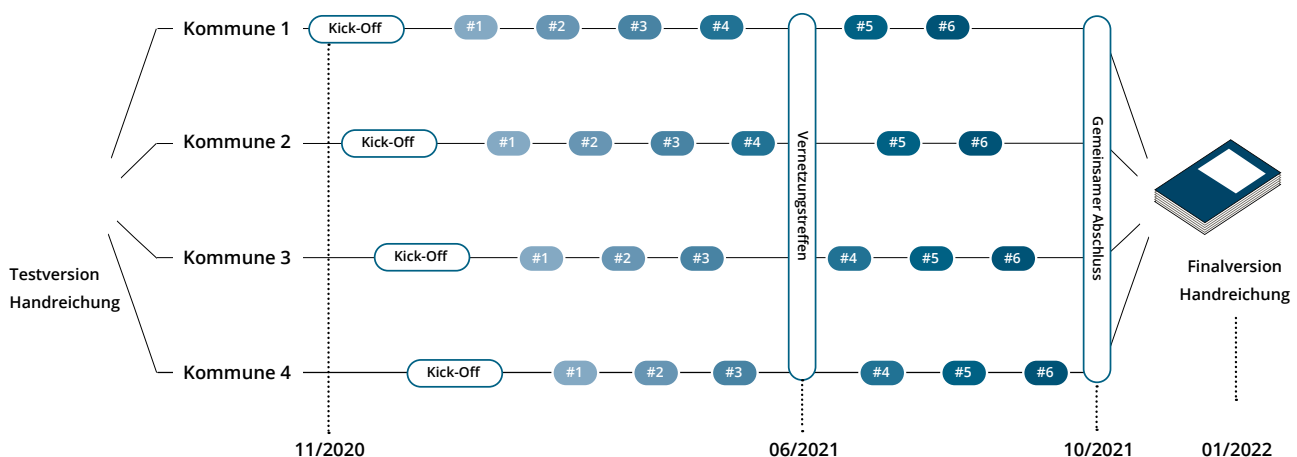 Kommune 1 Kick-Off #1 #2 #3 #4 #5 #6
Kommune 2 Kick-Off #1 #2 #3 #4 #5 #6
Kommune 3 Kick-Off #1 #2 #3 #4 #5 #6
Kommune 4 Kick-Off #1 #2 #3 #4 #5 #6
Testversion
Handreichung
Vernetzungstreffen
Gemeinsamer Abschluss
Finalversion
Handreichung
11/2020 06/2021 10/2021 01/2022